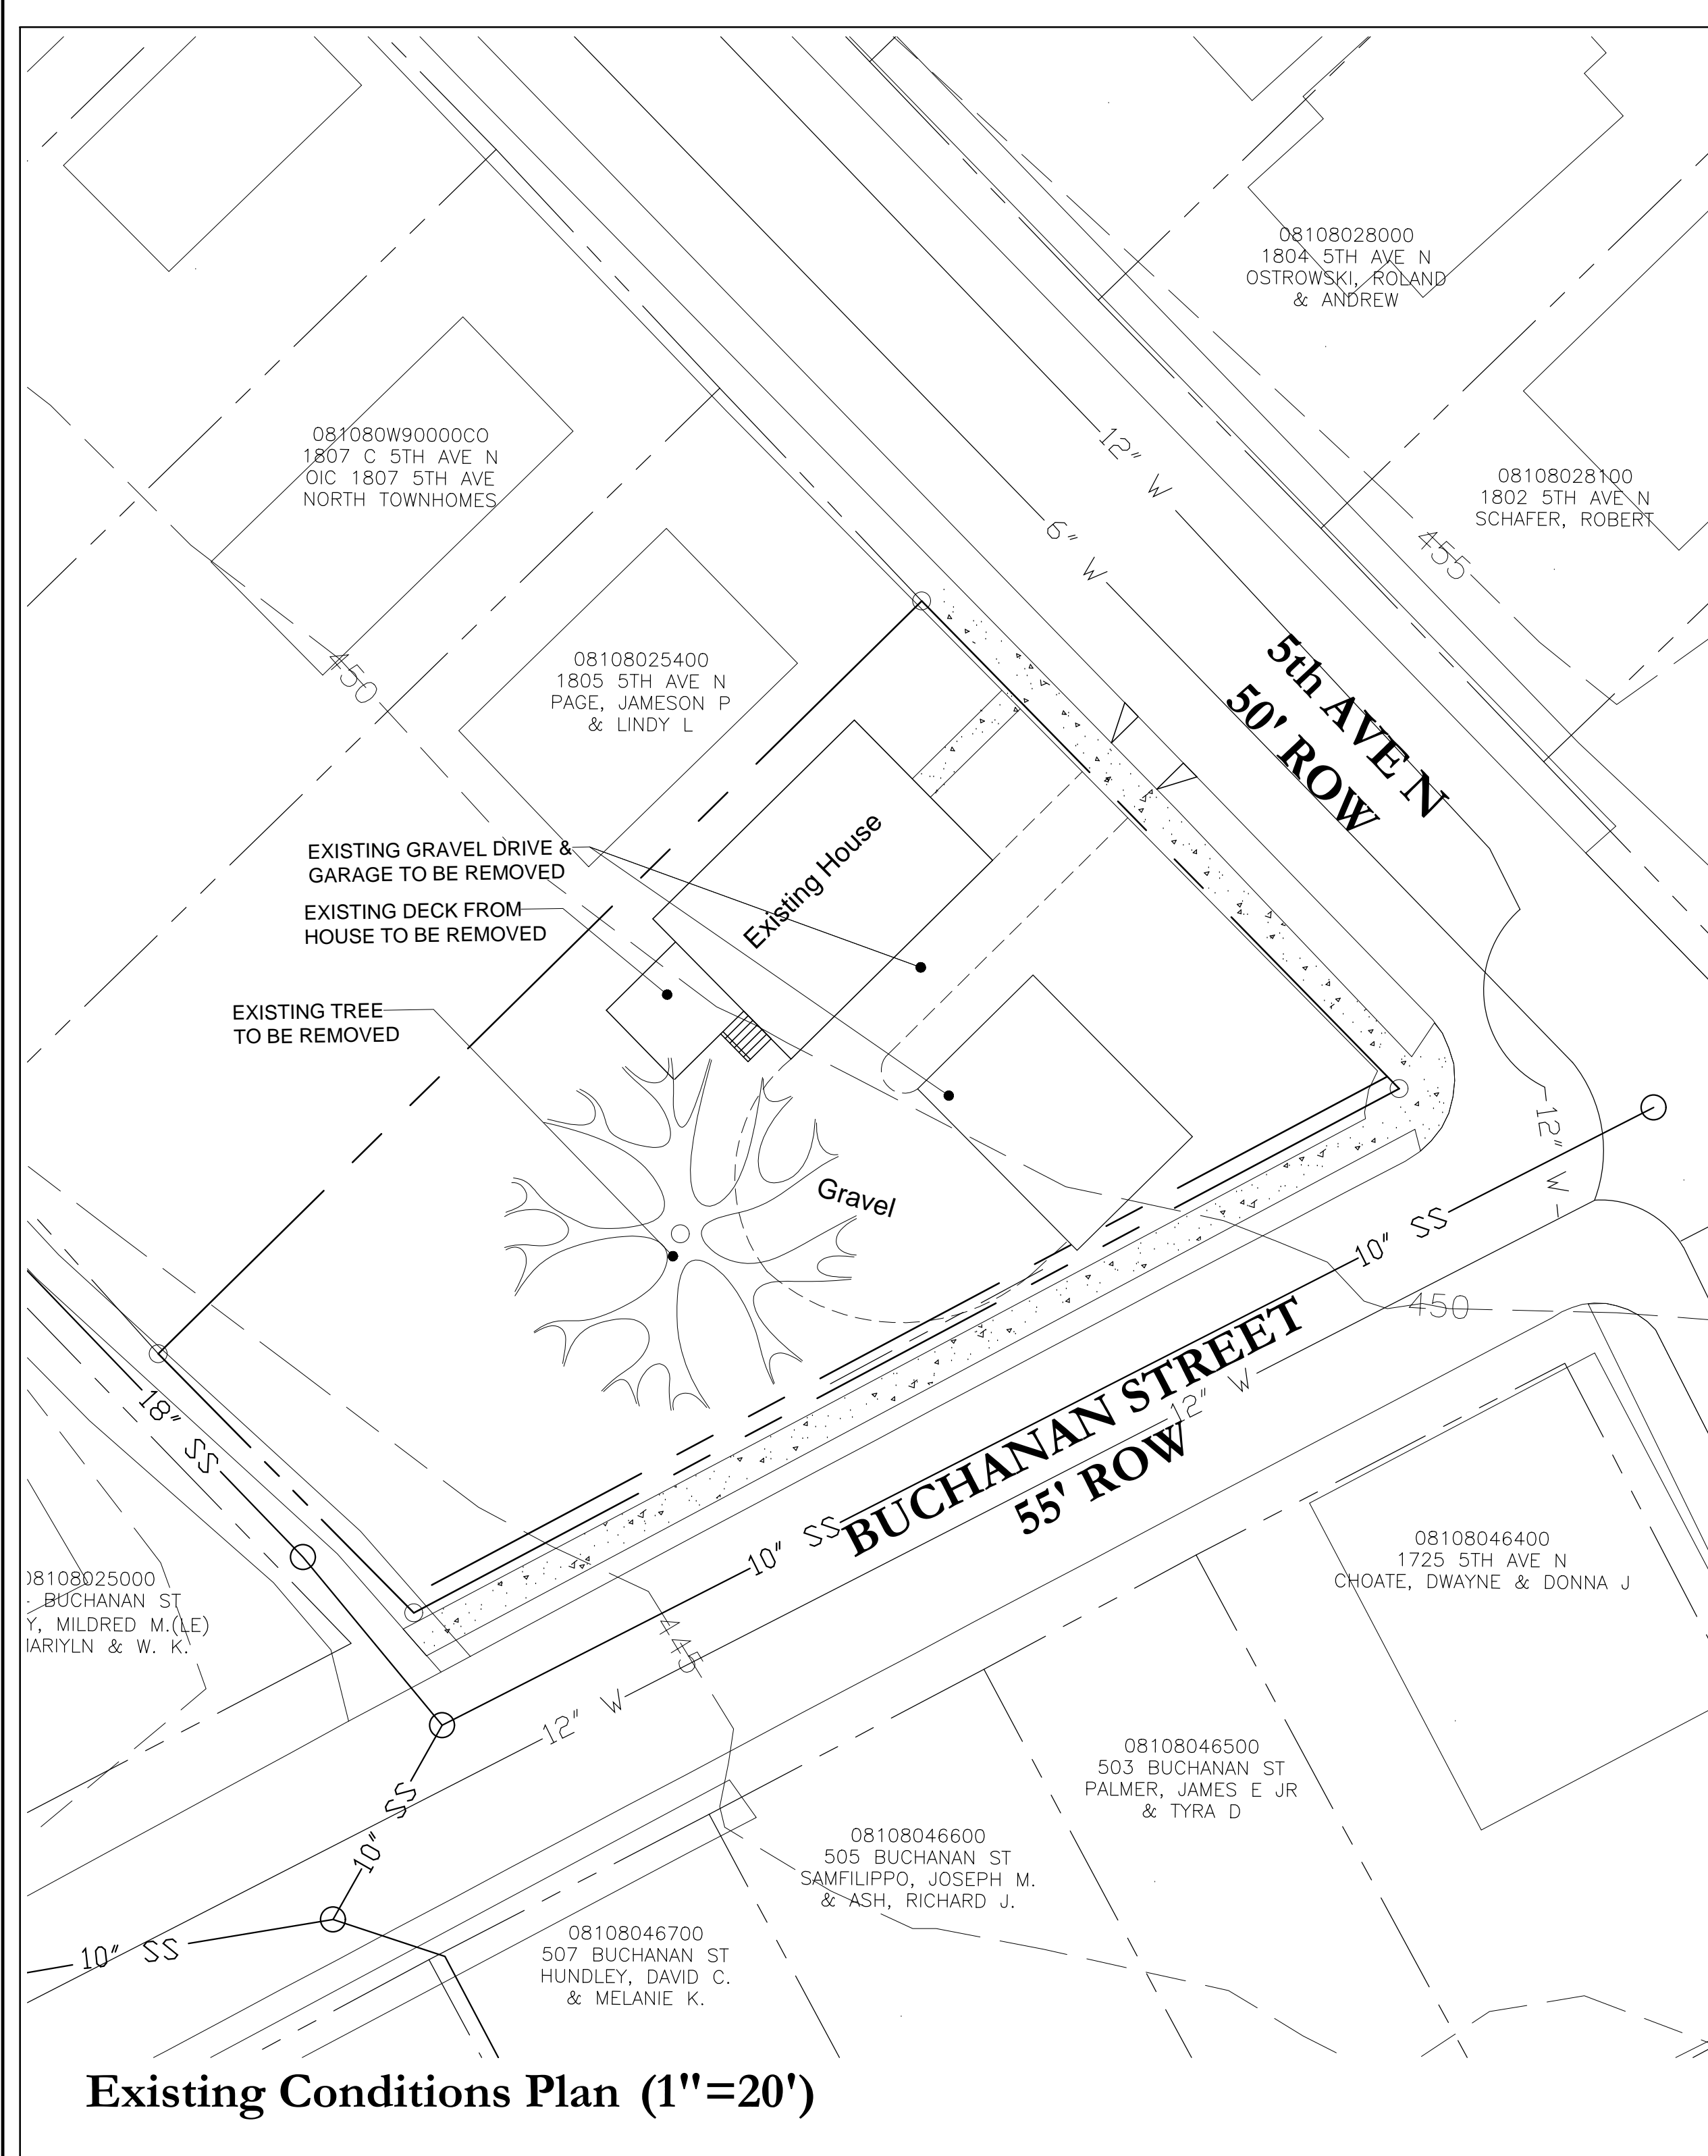 08108028000
1804 5TH AVE N
OSTROWSKI, ROLAND
& ANDREW
081080W90000CO
1807 C 5TH AVE N
OIC 1807 5TH AVE
NORTH TOWNHOMES
12" W
6" W
08108028100
1802 5TH AVE N
SCHAFER, ROBERT
455
450
08108025400
1805 5TH AVE N
PAGE, JAMESON P
& LINDY L
5th AVE N
50' ROW
EXISTING GRAVEL DRIVE &
GARAGE TO BE REMOVED
EXISTING DECK FROM
HOUSE TO BE REMOVED
EXISTING TREE
TO BE REMOVED
Existing House
Gravel
12" W
10" SS
450
BUCHANAN STREET
55' ROW
12" W
18" SS
10" SS
08108046400
1725 5TH AVE N
CHOATE, DWAYNE & DONNA J
08108025000
BUCHANAN ST
Y, MILDRED M.(LE)
ARIYLN & W. K.
445
12" W
10" SS
08108046500
503 BUCHANAN ST
PALMER, JAMES E JR
& TYRA D
08108046600
505 BUCHANAN ST
SAMFILIPPO, JOSEPH M.
& ASH, RICHARD J.
08108046700
507 BUCHANAN ST
HUNDLEY, DAVID C.
& MELANIE K.
10" SS
Existing Conditions Plan (1"=20')